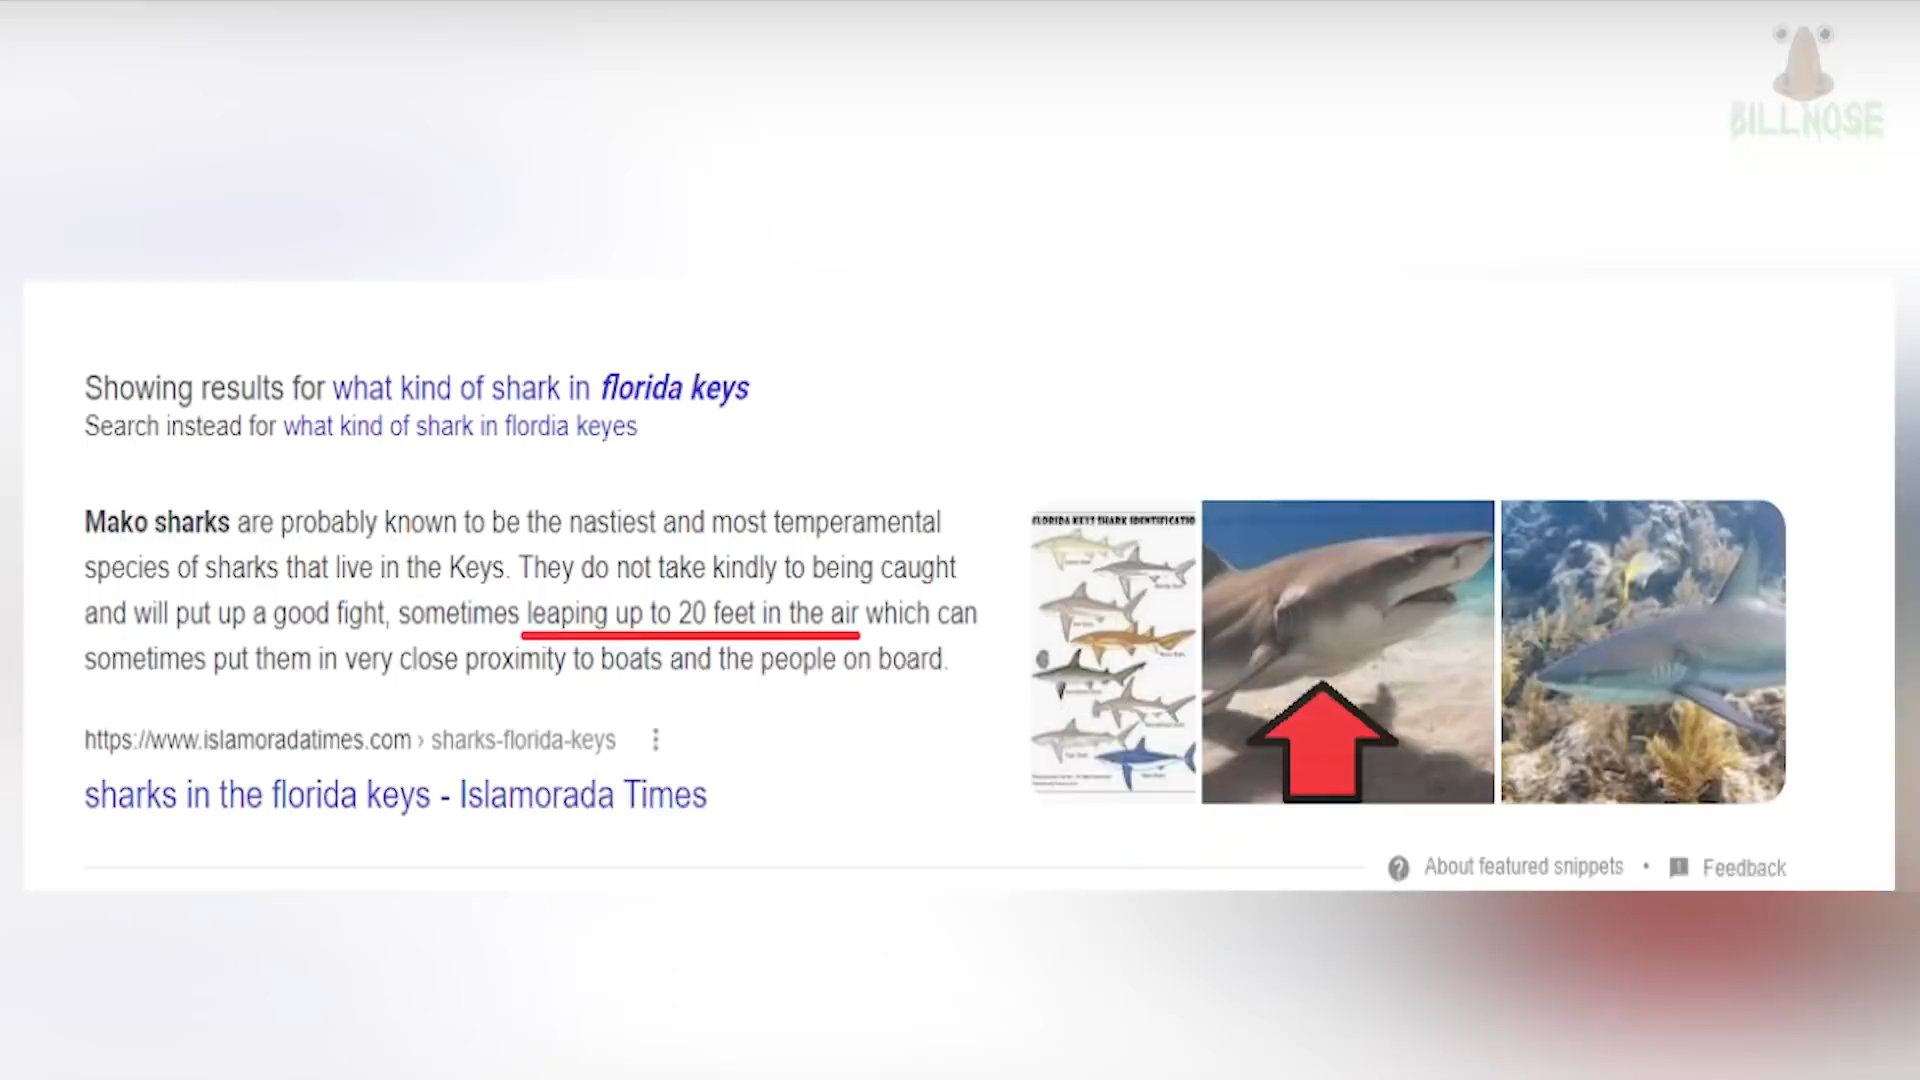 BILLNOSE
Showing results for what kind of shark in florida keys
Search instead for what kind of shark in flordia keyes
Mako sharks are probably known to be the nastiest and most temperamental
species of sharks that live in the Keys. They do not take kindly to being caught
and will put up a good fight, sometimes leaping up to 20 feet in the air which can
sometimes put them in very close proximity to boats and the people on board.
FLORIDA KEYS SHARK IDENTIFICATIO
https://www.islamoradatimes.com › sharks-florida-keys
sharks in the florida keys - Islamorada Times
About featured snippets • Feedback